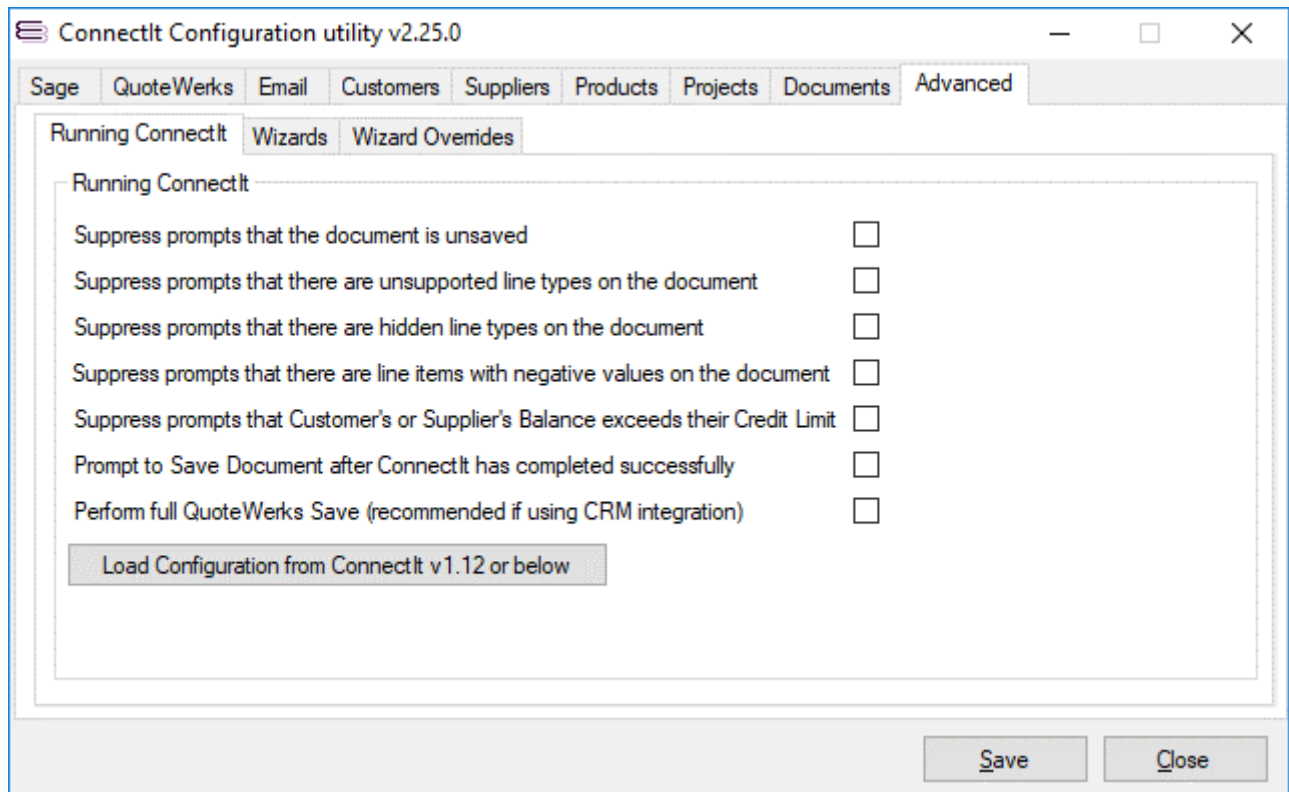 ConnectIt Configuration utility v2.25.0
Sage QuoteWerks Email Customers Suppliers Products Projects Documents Advanced
Running ConnectIt Wizards Wizard Overrides
Running ConnectIt
Suppress prompts that the document is unsaved
Suppress prompts that there are unsupported line types on the document
Suppress prompts that there are hidden line types on the document
Suppress prompts that there are line items with negative values on the document
Suppress prompts that Customer's or Supplier's Balance exceeds their Credit Limit
Prompt to Save Document after ConnectIt has completed successfully
Perform full QuoteWerks Save (recommended if using CRM integration)
Load Configuration from ConnectIt v1.12 or below
Save Close